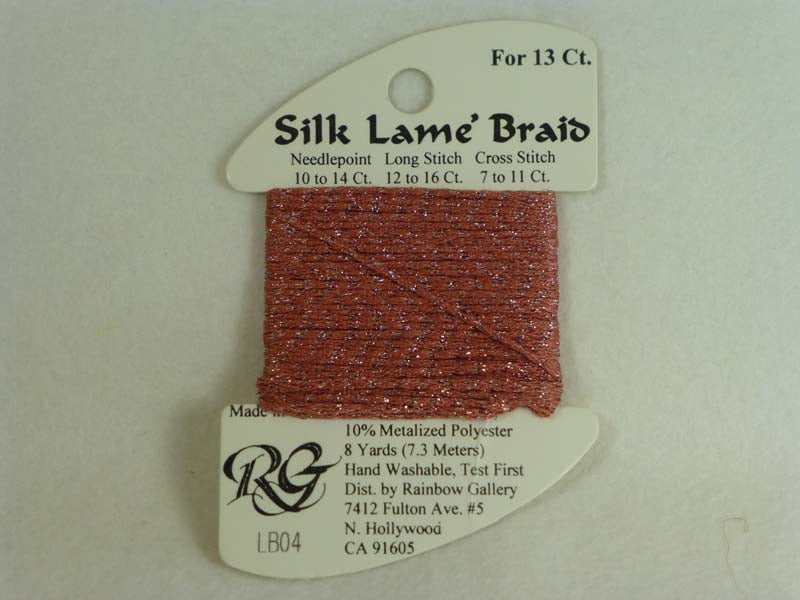 For 13 Ct.
Silk Lamé Braid
Needlepoint Long Stitch Cross Stitch
10 to 14 Ct. 12 to 16 Ct. 7 to 11 Ct.
Made
10% Metalized Polyester
8 Yards (7.3 Meters)
Hand Washable, Test First
Dist. by Rainbow Gallery
7412 Fulton Ave. #5
N. Hollywood
CA 91605
RG
LB04